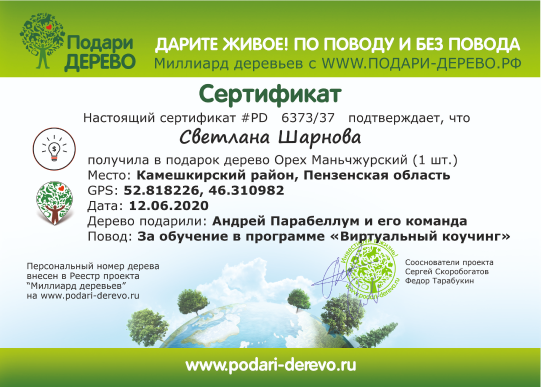 Подари
ДЕРЕВО
ДАРИТЕ ЖИВОЕ! ПО ПОВОДУ И БЕЗ ПОВОДА
Миллиард деревьев с WWW.ПОДАРИ-ДЕРЕВО.РФ
Сертификат
Настоящий сертификат #PD 6373/37 подтверждает, что
Светлана Шарнова
получила в подарок дерево Орех Маньчжурский (1 шт.)
Место: Камешкирский район, Пензенская область
GPS: 52.818226, 46.310982
Дата: 12.06.2020
Дерево подарили: Андрей Парабеллум и его команда
Повод: За обучение в программе «Виртуальный коучинг»
Персональный номер дерева
внесен в Реестр проекта
“Миллиард деревьев”
на www.podari-derevo.ru
Сооснователи проекта
Сергей Скоробогатов
Федор Тарабукин
www.podari-derevo.ru